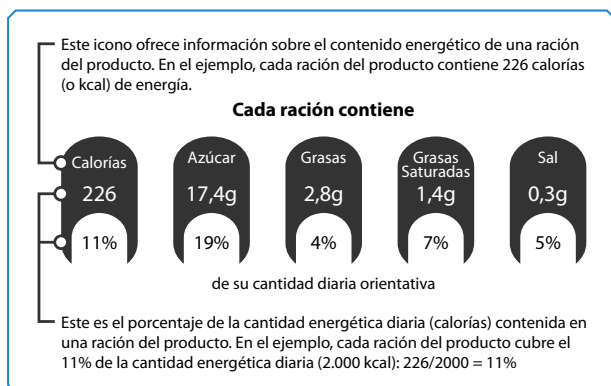 Este icono ofrece información sobre el contenido energético de una ración
del producto. En el ejemplo, cada ración del producto contiene 226 calorías
(o kcal) de energía.
Cada ración contiene
Calorías
226
11%
Azúcar
17,4g
19%
Grasas
2,8g
4%
Grasas
Saturadas
1,4g
7%
Sal
0,3g
5%
de su cantidad diaria orientativa
Este es el porcentaje de la cantidad energética diaria (calorías) contenida en
una ración del producto. En el ejemplo, cada ración del producto cubre el
11% de la cantidad energética diaria (2.000 kcal): 226/2000 = 11%